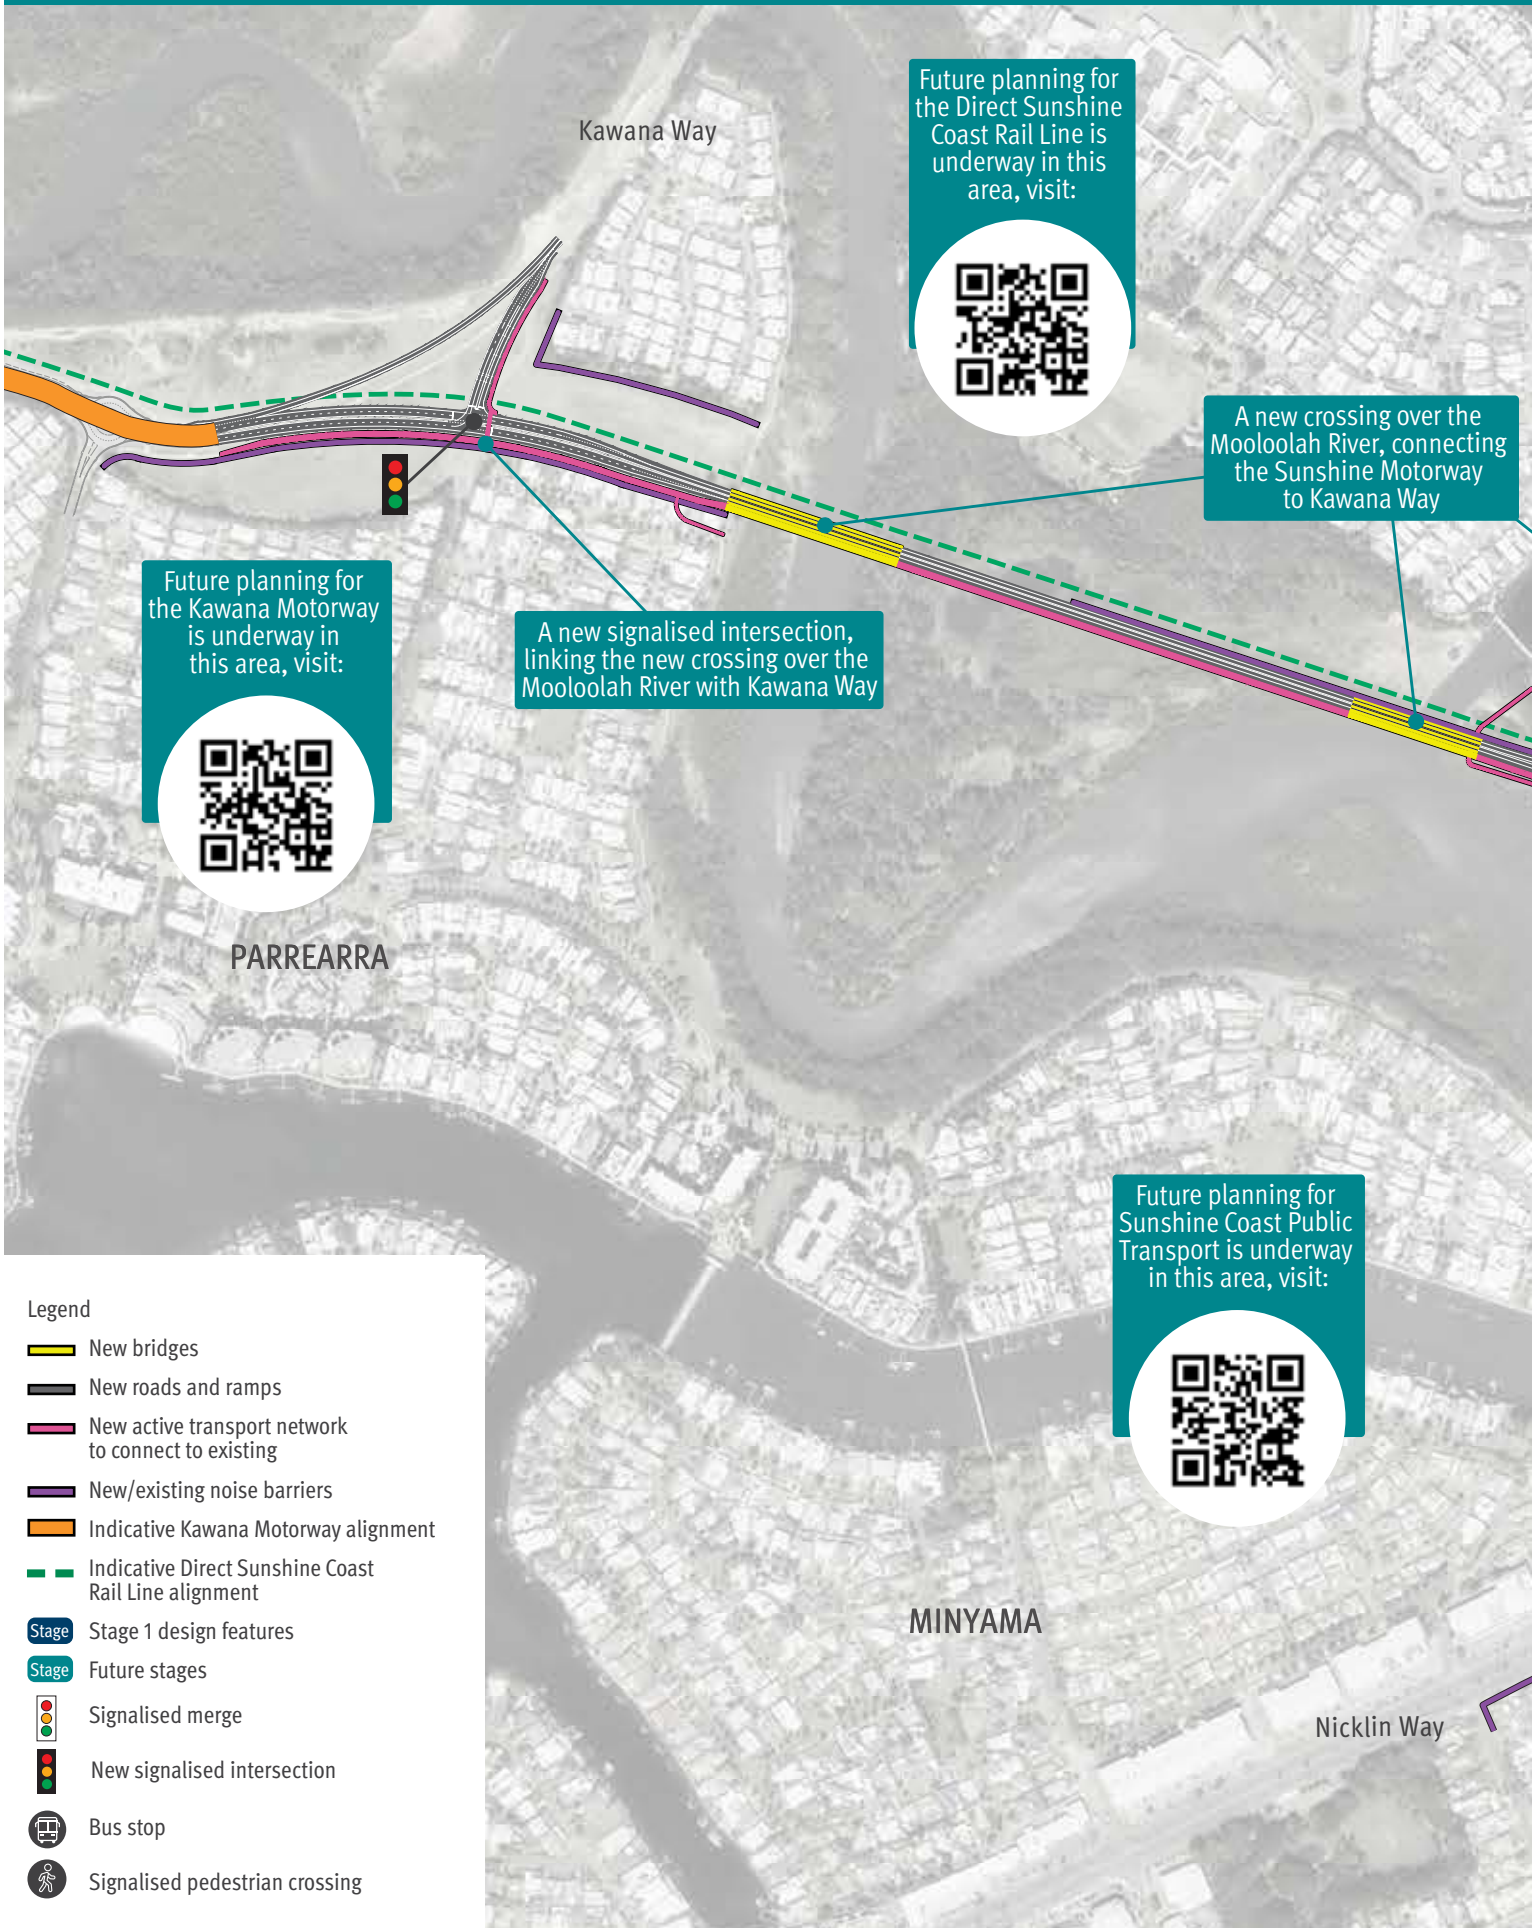 Kawana Way
Future planning for
the Direct Sunshine
Coast Rail Line is
underway in this
area, visit:
A new crossing over the
Mooloolah River, connecting
the Sunshine Motorway
to Kawana Way
Future planning for
the Kawana Motorway
is underway in
this area, visit:
A new signalised intersection,
linking the new crossing over the
Mooloolah River with Kawana Way
PARREARRA
Future planning for
Sunshine Coast Public
Transport is underway
in this area, visit:
MINYAMA
Nicklin Way
Legend
New bridges
New roads and ramps
New active transport network
to connect to existing
New/existing noise barriers
Indicative Kawana Motorway alignment
Indicative Direct Sunshine Coast
Rail Line alignment
Stage Stage 1 design features
Stage Future stages
Signalised merge
New signalised intersection
Bus stop
Signalised pedestrian crossing